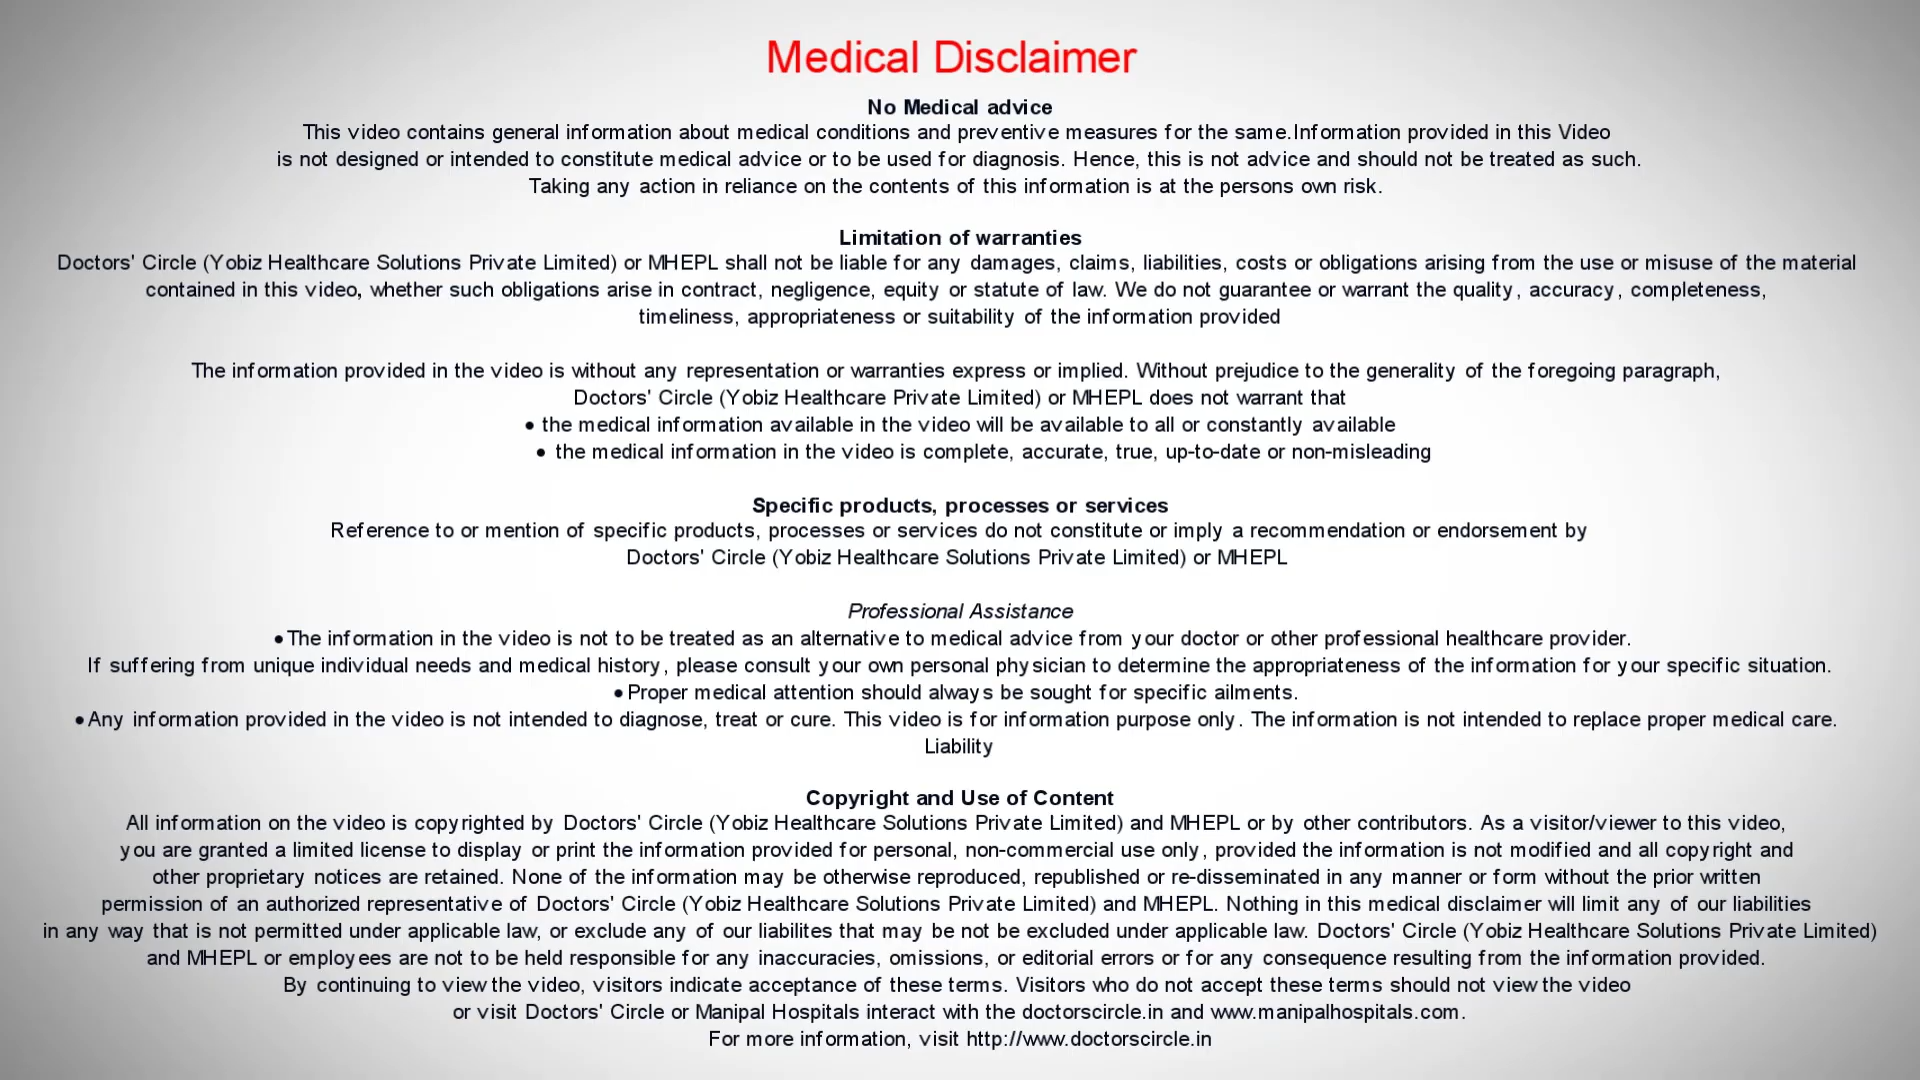 Medical Disclaimer
No Medical advice
This video contains general information about medical conditions and preventive measures for the same.Information provided in this Video
is not designed or intended to constitute medical advice or to be used for diagnosis. Hence, this is not advice and should not be treated as such.
Taking any action in reliance on the contents of this information is at the persons own risk.
Limitation of warranties
Doctors' Circle (Yobiz Healthcare Solutions Private Limited) or MHEPL shall not be liable for any damages, claims, liabilities, costs or obligations arising from the use or misuse of the material
contained in this video, whether such obligations arise in contract, negligence, equity or statute of law. We do not guarantee or warrant the quality, accuracy, completeness,
timeliness, appropriateness or suitability of the information provided
The information provided in the video is without any representation or warranties express or implied. Without prejudice to the generality of the foregoing paragraph,
Doctors' Circle (Yobiz Healthcare Private Limited) or MHEPL does not warrant that
• the medical information available in the video will be available to all or constantly available
• the medical information in the video is complete, accurate, true, up-to-date or non-misleading
Specific products, processes or services
Reference to or mention of specific products, processes or services do not constitute or imply a recommendation or endorsement by
Doctors' Circle (Yobiz Healthcare Solutions Private Limited) or MHEPL
Professional Assistance
•The information in the video is not to be treated as an alternative to medical advice from your doctor or other professional healthcare provider.
If suffering from unique individual needs and medical history, please consult your own personal physician to determine the appropriateness of the information for your specific situation.
•Proper medical attention should always be sought for specific ailments.
•Any information provided in the video is not intended to diagnose, treat or cure. This video is for information purpose only. The information is not intended to replace proper medical care.
Liability
Copyright and Use of Content
All information on the video is copyrighted by Doctors' Circle (Yobiz Healthcare Solutions Private Limited) and MHEPL or by other contributors. As a visitor/viewer to this video,
you are granted a limited license to display or print the information provided for personal, non-commercial use only, provided the information is not modified and all copyright and
other proprietary notices are retained. None of the information may be otherwise reproduced, republished or re-disseminated in any manner or form without the prior written
permission of an authorized representative of Doctors' Circle (Yobiz Healthcare Solutions Private Limited) and MHEPL. Nothing in this medical disclaimer will limit any of our liabilities
in any way that is not permitted under applicable law, or exclude any of our liabilites that may be not be excluded under applicable law. Doctors' Circle (Yobiz Healthcare Solutions Private Limited)
and MHEPL or employees are not to be held responsible for any inaccuracies, omissions, or editorial errors or for any consequence resulting from the information provided.
By continuing to view the video, visitors indicate acceptance of these terms. Visitors who do not accept these terms should not view the video
or visit Doctors' Circle or Manipal Hospitals interact with the doctorscircle.in and www.manipalhospitals.com.
For more information, visit http://www.doctorscircle.in